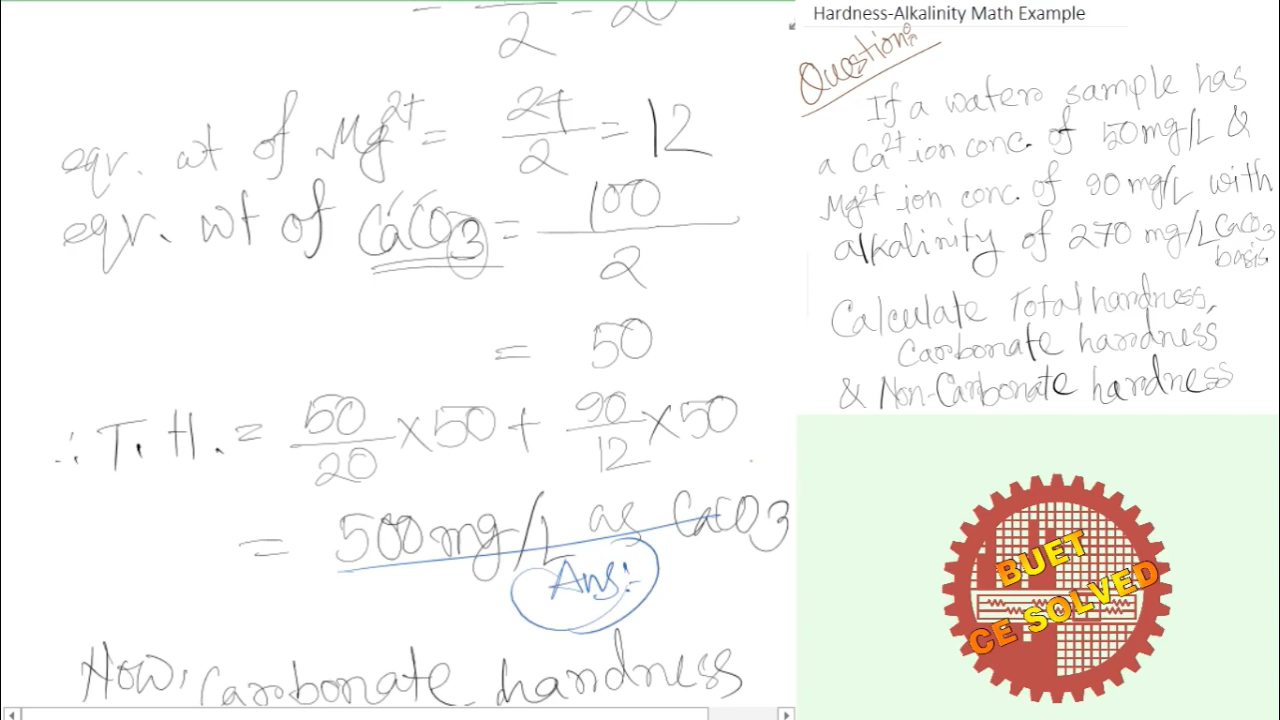 = — = 20
2
eqv. wt of Mg²⁺ = 24/2 = 12
eqv. wt of CaCO₃ = 100/2
= 50
∴ T.H. = 50/20 × 50 + 90/12 × 50
= 500 mg/L as CaCO₃
Ans:
Now, carbonate hardness
Hardness-Alkalinity Math Example
Question:
If a water sample has
a Ca²⁺ ion conc. of 50 mg/L &
Mg²⁺ ion conc. of 90 mg/L with
alkalinity of 270 mg/L CaCO₃
basis.
Calculate Total hardness,
Carbonate hardness
& Non-Carbonate hardness
BUET
CE SOLVED